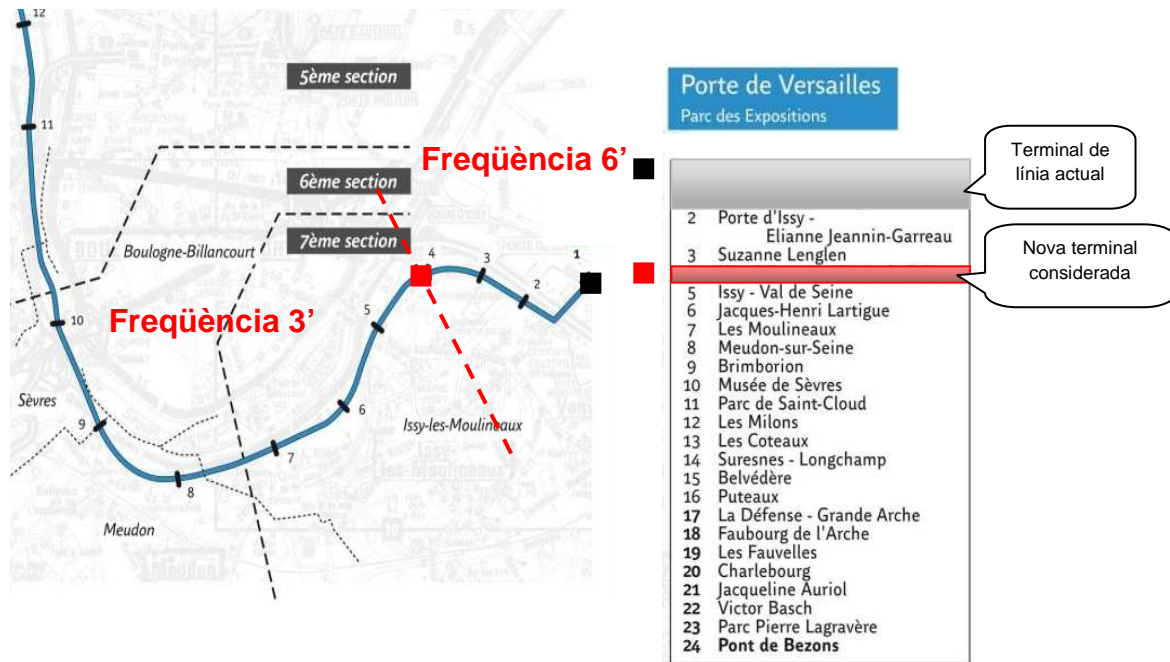 12
5ème section
11
Freqüència 6'
6ème section
7ème section
Boulogne-Billancourt
4
3
1
2
5
Freqüència 3'
10
Sèvres
9
6
Issy-les-Moulineaux
7
8
Meudon
Porte de Versailles
Parc des Expositions
Terminal de
línia actual
2 Porte d'Issy -
Elianne Jeannin-Garreau
3 Suzanne Lenglen
Nova terminal
considerada
5 Issy - Val de Seine
6 Jacques-Henri Lartigue
7 Les Moulineaux
8 Meudon-sur-Seine
9 Brimborion
10 Musée de Sèvres
11 Parc de Saint-Cloud
12 Les Milons
13 Les Coteaux
14 Suresnes - Longchamp
15 Belvédère
16 Puteaux
17 La Défense - Grande Arche
18 Faubourg de l'Arche
19 Les Fauvelles
20 Charlebourg
21 Jacqueline Auriol
22 Victor Basch
23 Parc Pierre Lagravère
24 Pont de Bezons